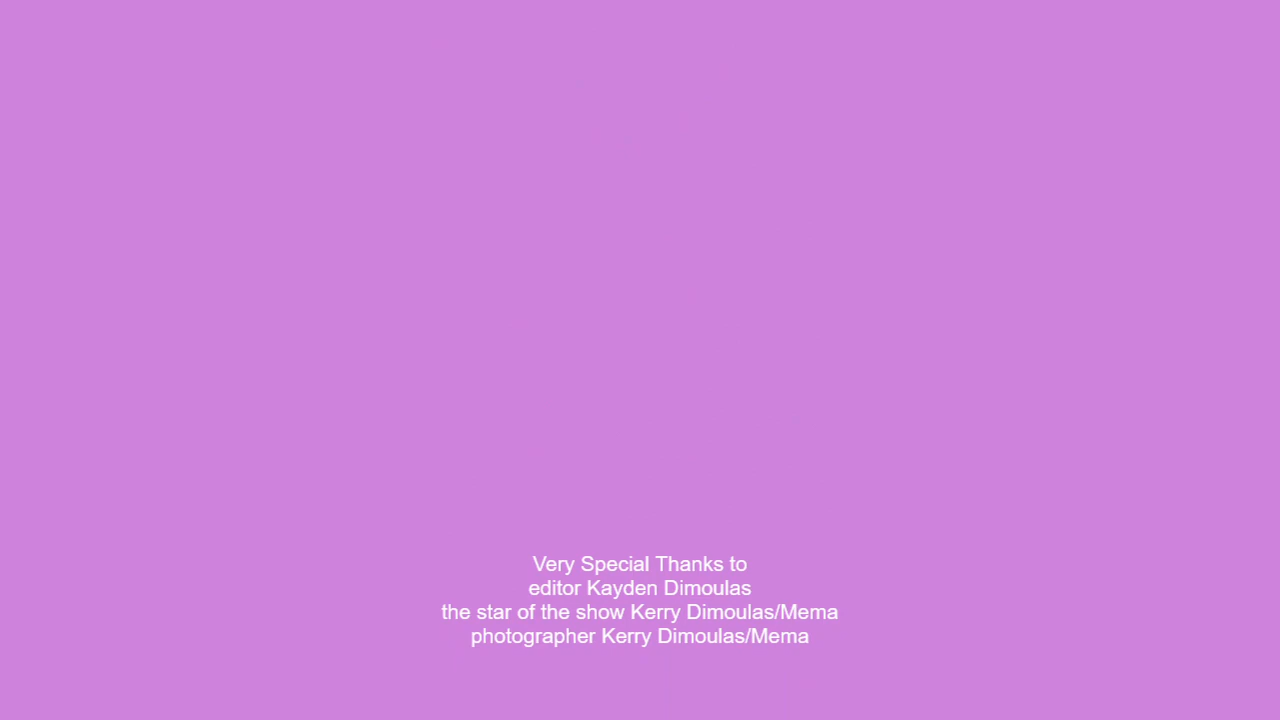 Very Special Thanks to
editor Kayden Dimoulas
the star of the show Kerry Dimoulas/Mema
photographer Kerry Dimoulas/Mema